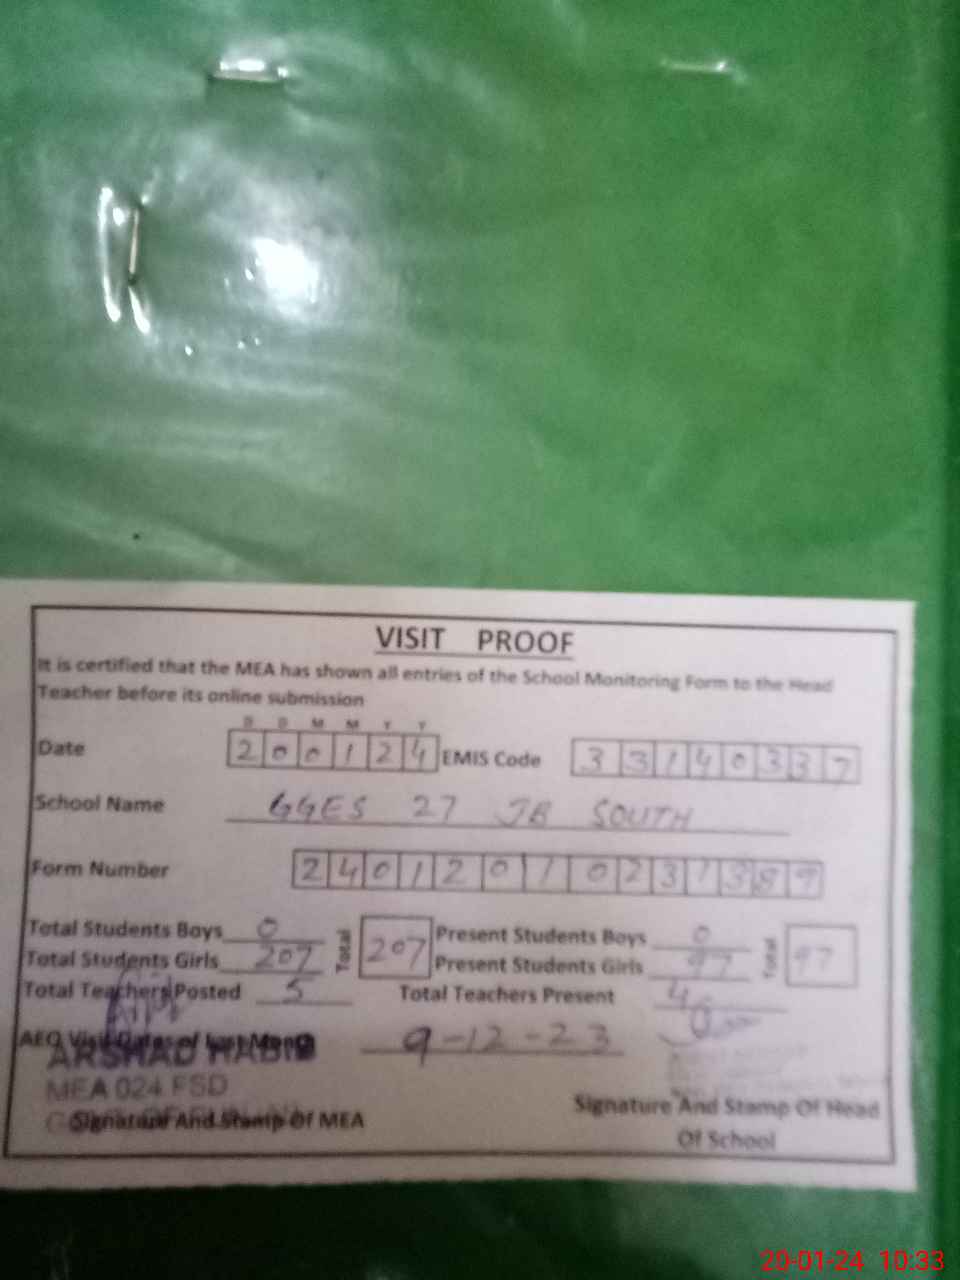 VISIT PROOF
It is certified that the MEA has shown all entries of the School Monitoring Form to the Head
Teacher before its online submission
D D M M Y Y
Date 2 0 0 1 2 4 EMIS Code 3 3 1 4 0 3 3 7
School Name GGES 27 JB SOUTH
Form Number 2 4 0 1 2 0 1 0 2 3 1 3 8 9
Total Students Boys 0 Total 207 Present Students Boys 0 Total 97
Total Students Girls 207 Present Students Girls 97
Total Teachers Posted 5 Total Teachers Present 4
AEO Visit Dates of Last Month 9-12-23
ARSHAD HABIB
MEA 024 FSD
Signature And Stamp Of MEA
Signature And Stamp Of Head
Of School
20-01-24 10:33